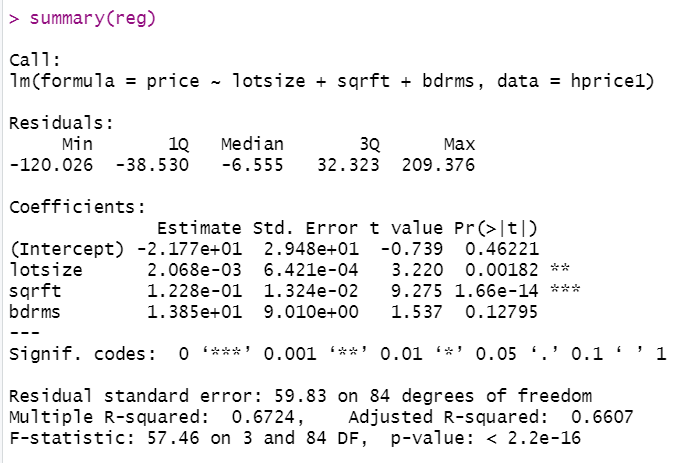 > summary(reg)
Call:
lm(formula = price ~ lotsize + sqrft + bdrms, data = hprice1)
Residuals:
Min 1Q Median 3Q Max
-120.026 -38.530 -6.555 32.323 209.376
Coefficients:
Estimate Std. Error t value Pr(>|t|)
(Intercept) -2.177e+01 2.948e+01 -0.739 0.46221
lotsize 2.068e-03 6.421e-04 3.220 0.00182 **
sqrft 1.228e-01 1.324e-02 9.275 1.66e-14 ***
bdrms 1.385e+01 9.010e+00 1.537 0.12795
---
Signif. codes: 0 ‘***’ 0.001 ‘**’ 0.01 ‘*’ 0.05 ‘.’ 0.1 ‘ ’ 1
Residual standard error: 59.83 on 84 degrees of freedom
Multiple R-squared: 0.6724, Adjusted R-squared: 0.6607
F-statistic: 57.46 on 3 and 84 DF, p-value: < 2.2e-16